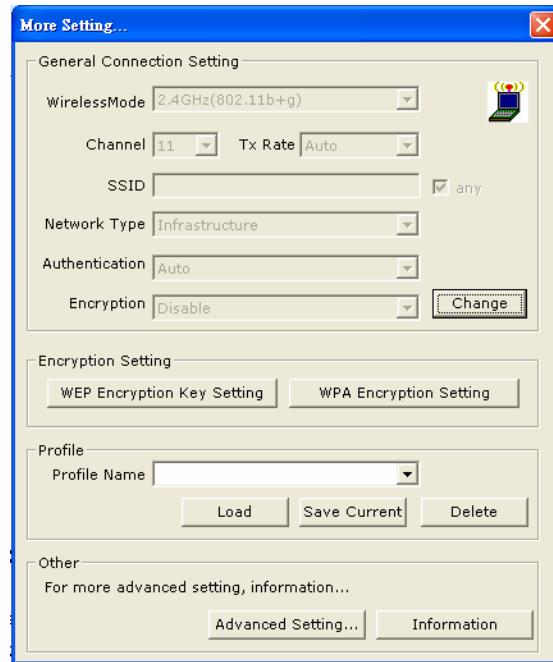 More Setting...
General Connection Setting
WirelessMode 2.4GHz(802.11b+g)
Channel 11 Tx Rate Auto
SSID any
Network Type Infrastructure
Authentication Auto
Encryption Disable Change
Encryption Setting
WEP Encryption Key Setting WPA Encryption Setting
Profile
Profile Name
Load Save Current Delete
Other
For more advanced setting, information...
Advanced Setting... Information